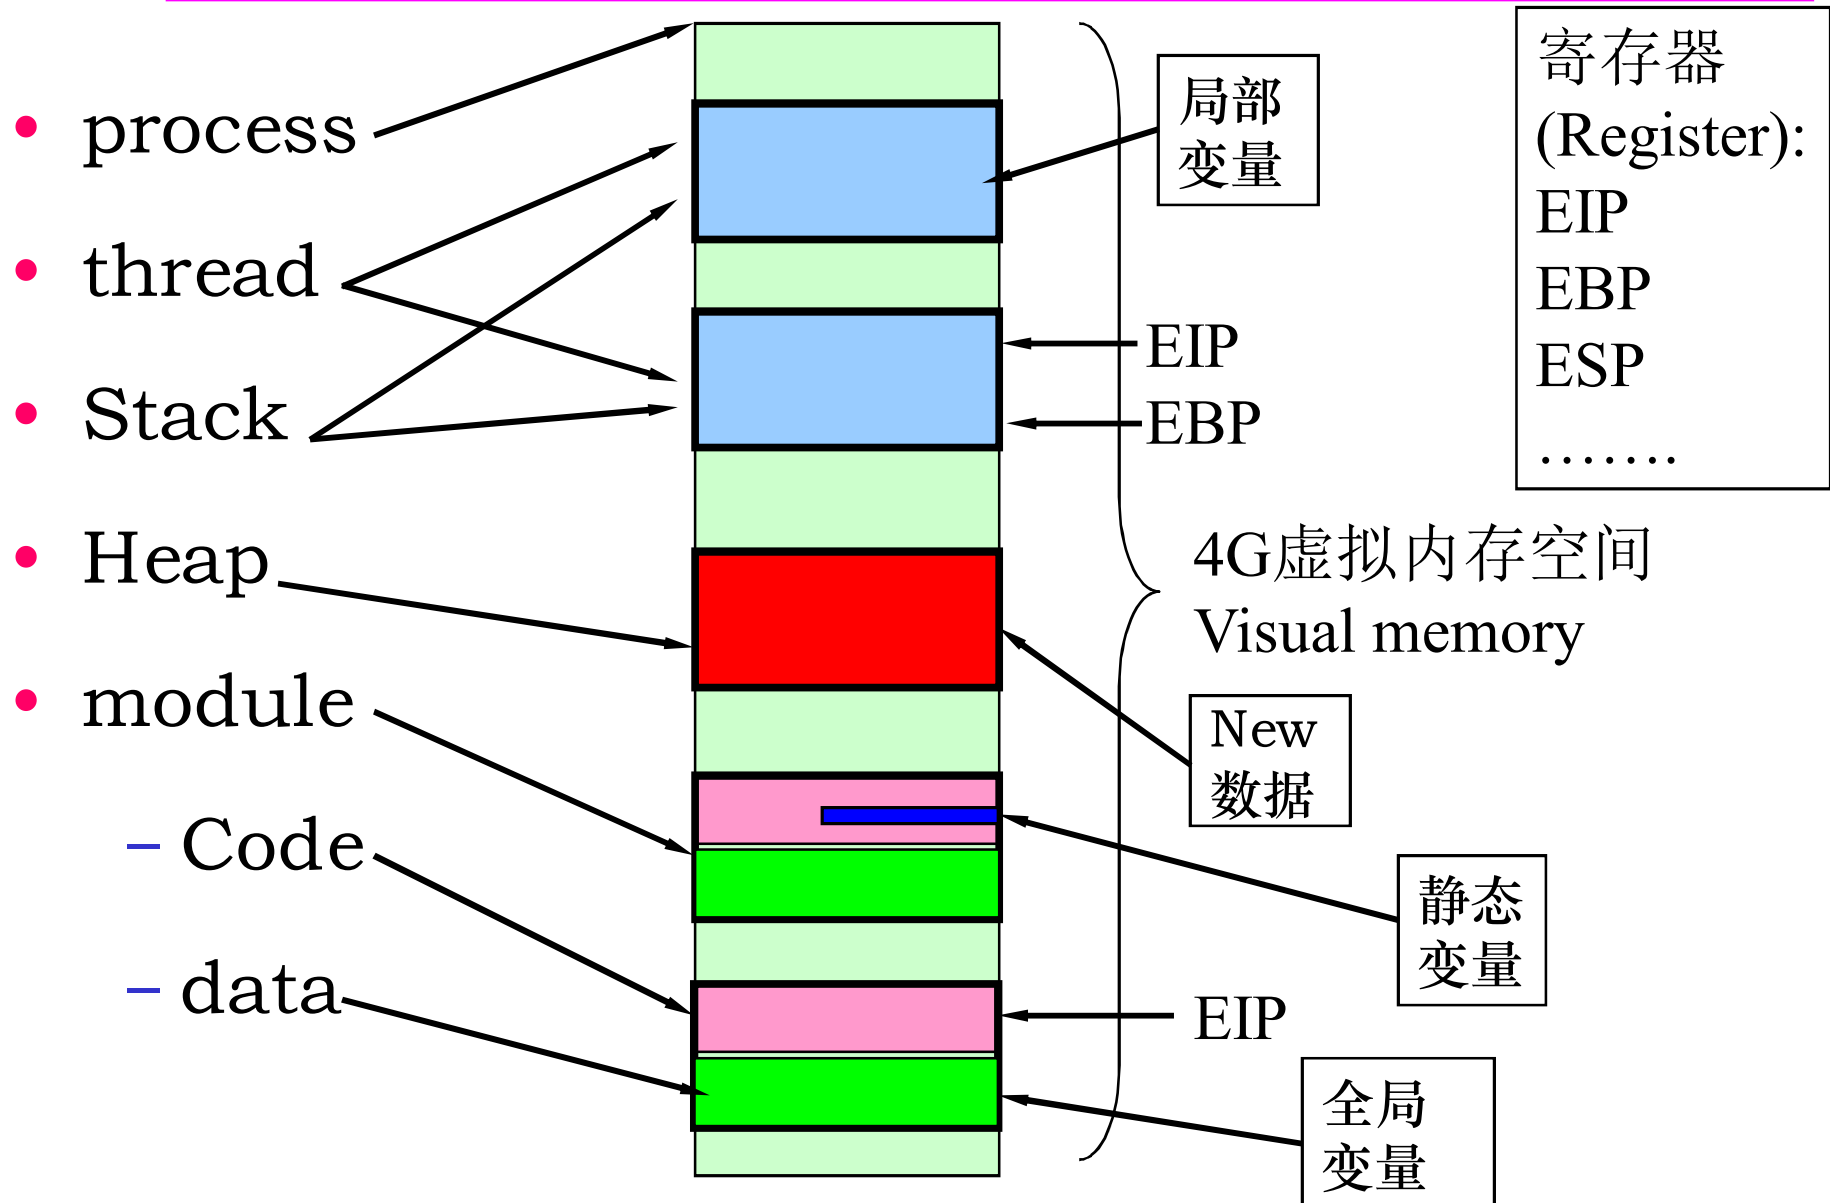 • process
• thread
• Stack
• Heap
• module
– Code
– data
局部
变量
EIP
EBP
4G虚拟内存空间
Visual memory
New
数据
静态
变量
EIP
全局
变量
寄存器
(Register):
EIP
EBP
ESP
…….